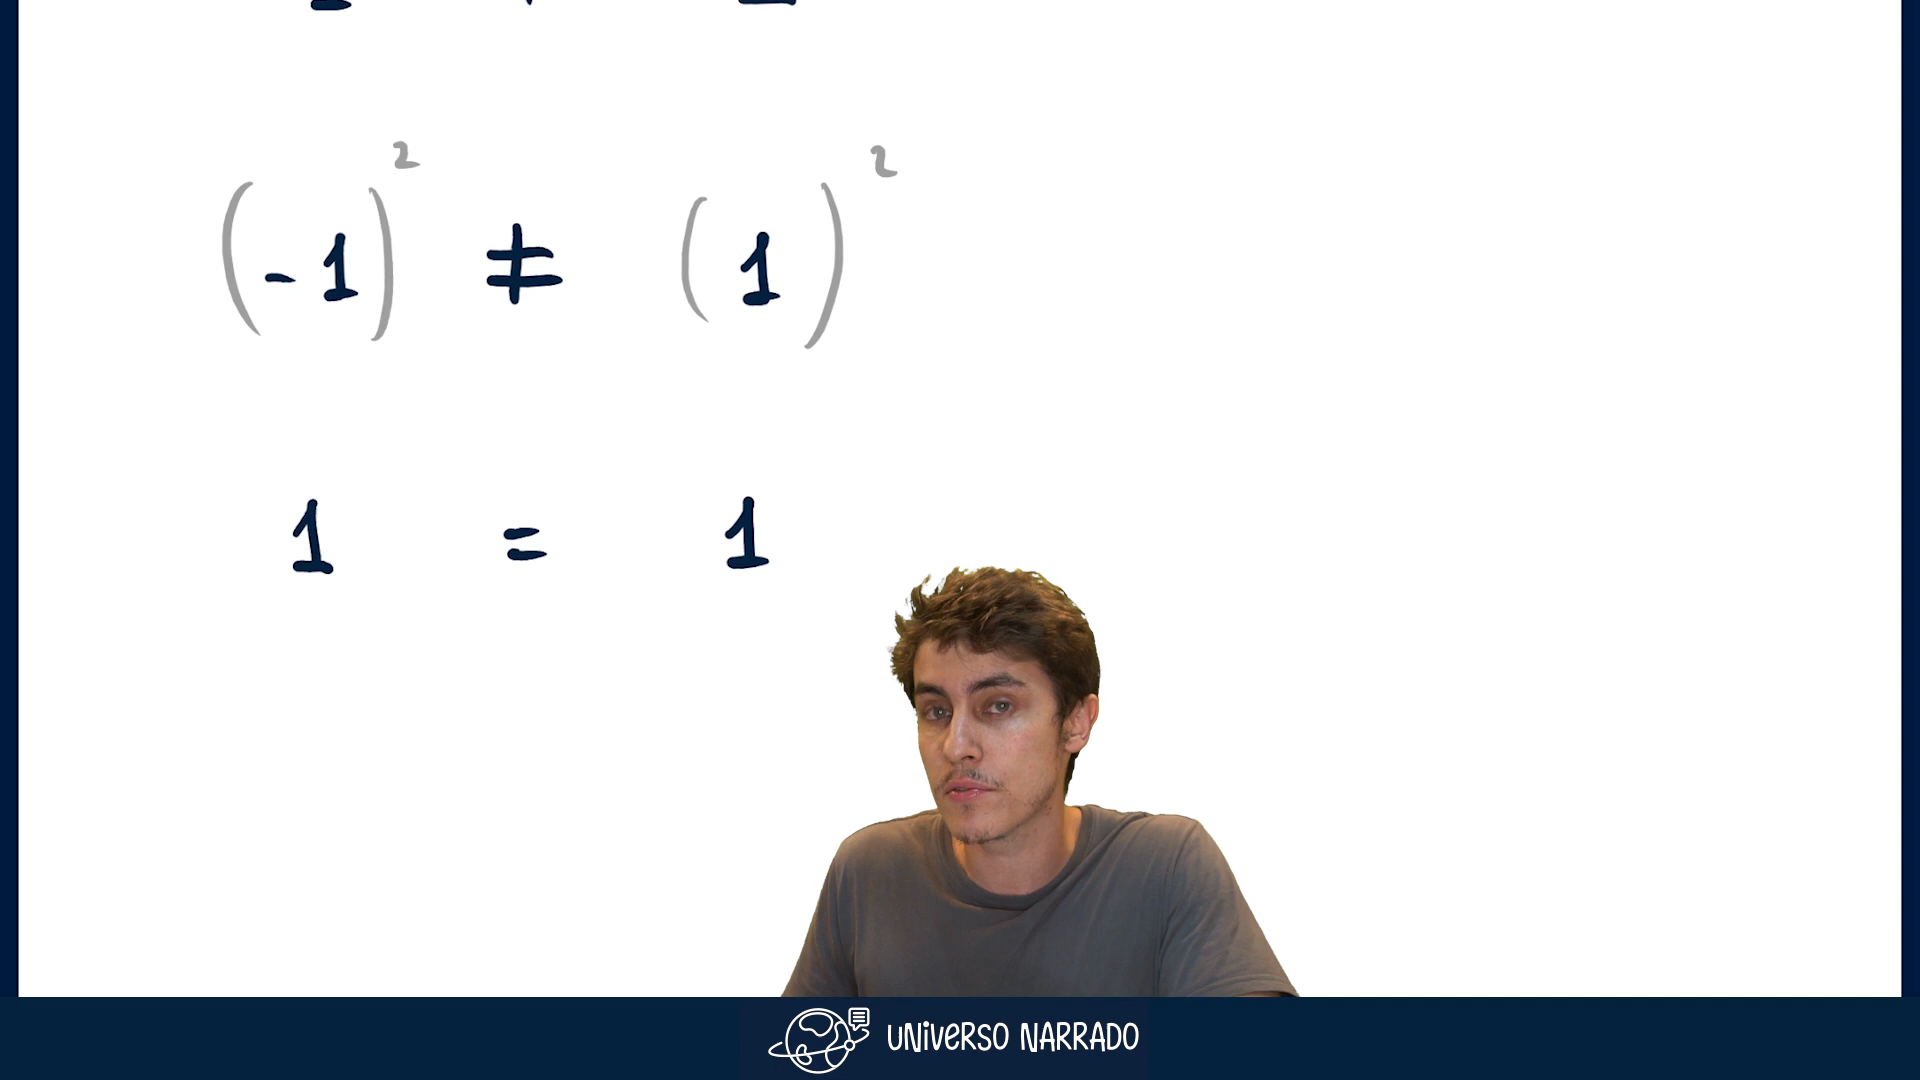 (-1)² ≠ (1)²
1 = 1
UNIVERSO NARRADO